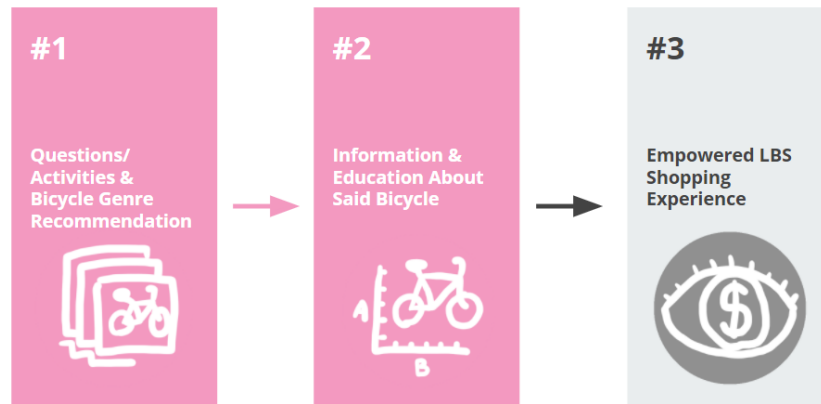 #1
Questions/
Activities &
Bicycle Genre
Recommendation
#2
Information &
Education About
Said Bicycle
A
B
#3
Empowered LBS
Shopping
Experience
$